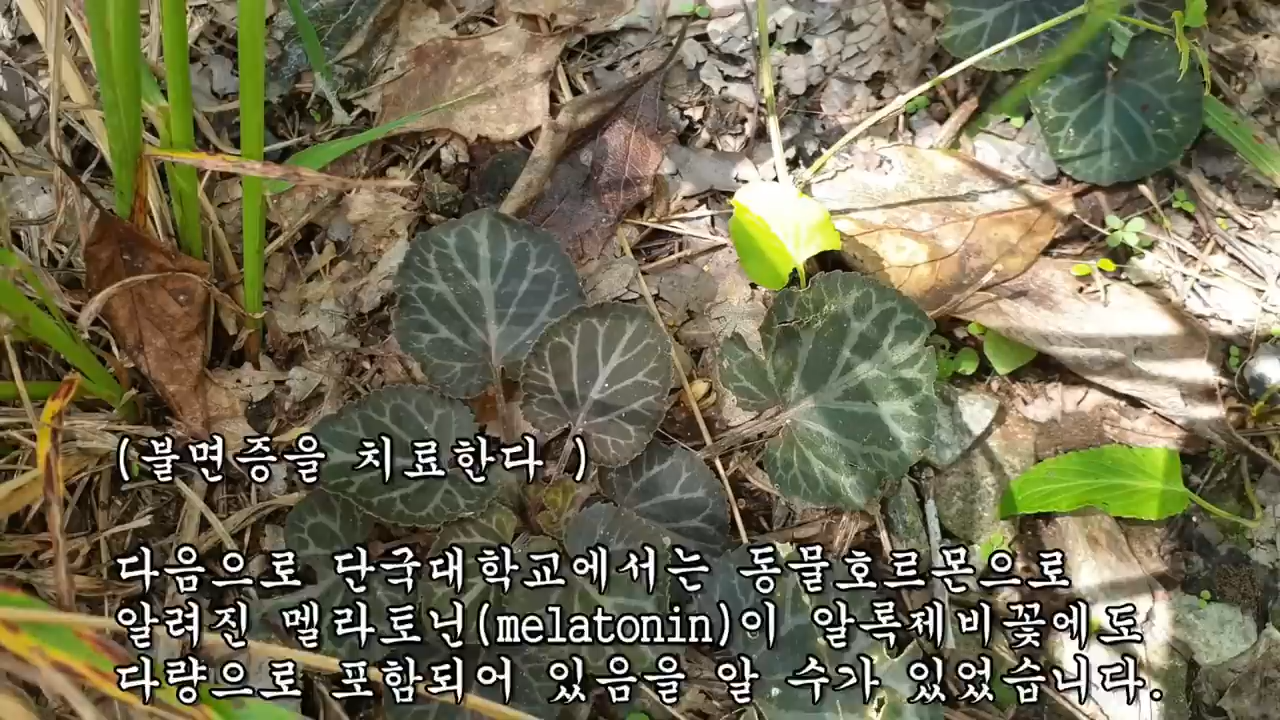 (불면증을 치료한다 )
다음으로 단국대학교에서는 동물호르몬으로
알려진 멜라토닌(melatonin)이 알록제비꽃에도
다량으로 포함되어 있음을 알 수가 있었습니다.